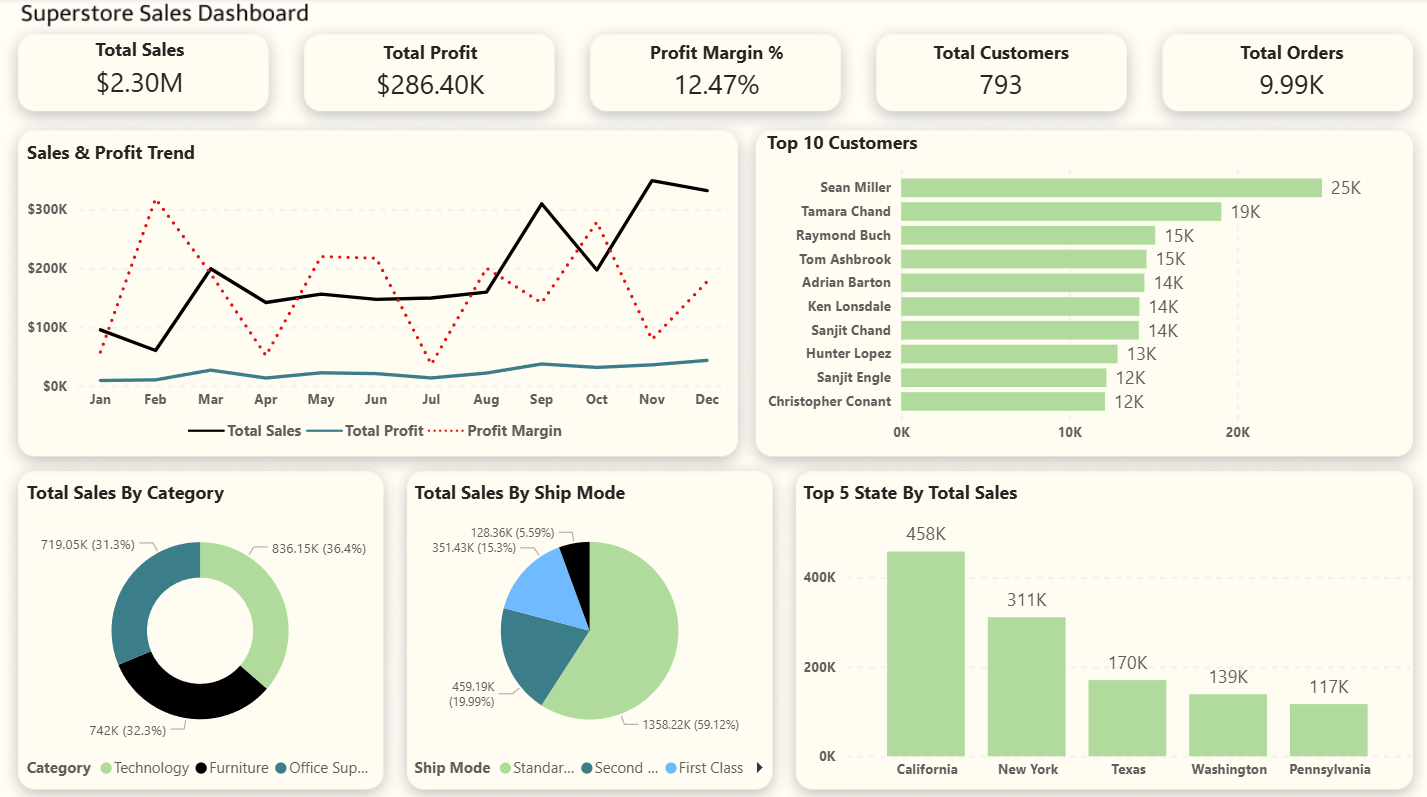 Superstore Sales Dashboard
Total Sales
$2.30M
Total Profit
$286.40K
Profit Margin %
12.47%
Total Customers
793
Total Orders
9.99K
Sales & Profit Trend
$300K
$200K
$100K
$0K
Jan Feb Mar Apr May Jun Jul Aug Sep Oct Nov Dec
Total Sales Total Profit Profit Margin
Top 10 Customers
Sean Miller 25K
Tamara Chand 19K
Raymond Buch 15K
Tom Ashbrook 15K
Adrian Barton 14K
Ken Lonsdale 14K
Sanjit Chand 14K
Hunter Lopez 13K
Sanjit Engle 12K
Christopher Conant 12K
0K 10K 20K
Total Sales By Category
719.05K (31.3%)
836.15K (36.4%)
742K (32.3%)
Category Technology Furniture Office Sup...
Total Sales By Ship Mode
128.36K (5.59%)
351.43K (15.3%)
459.19K
(19.99%)
1358.22K (59.12%)
Ship Mode Standar... Second ... First Class
Top 5 State By Total Sales
458K
400K
311K
200K
170K
139K
117K
0K
California New York Texas Washington Pennsylvania